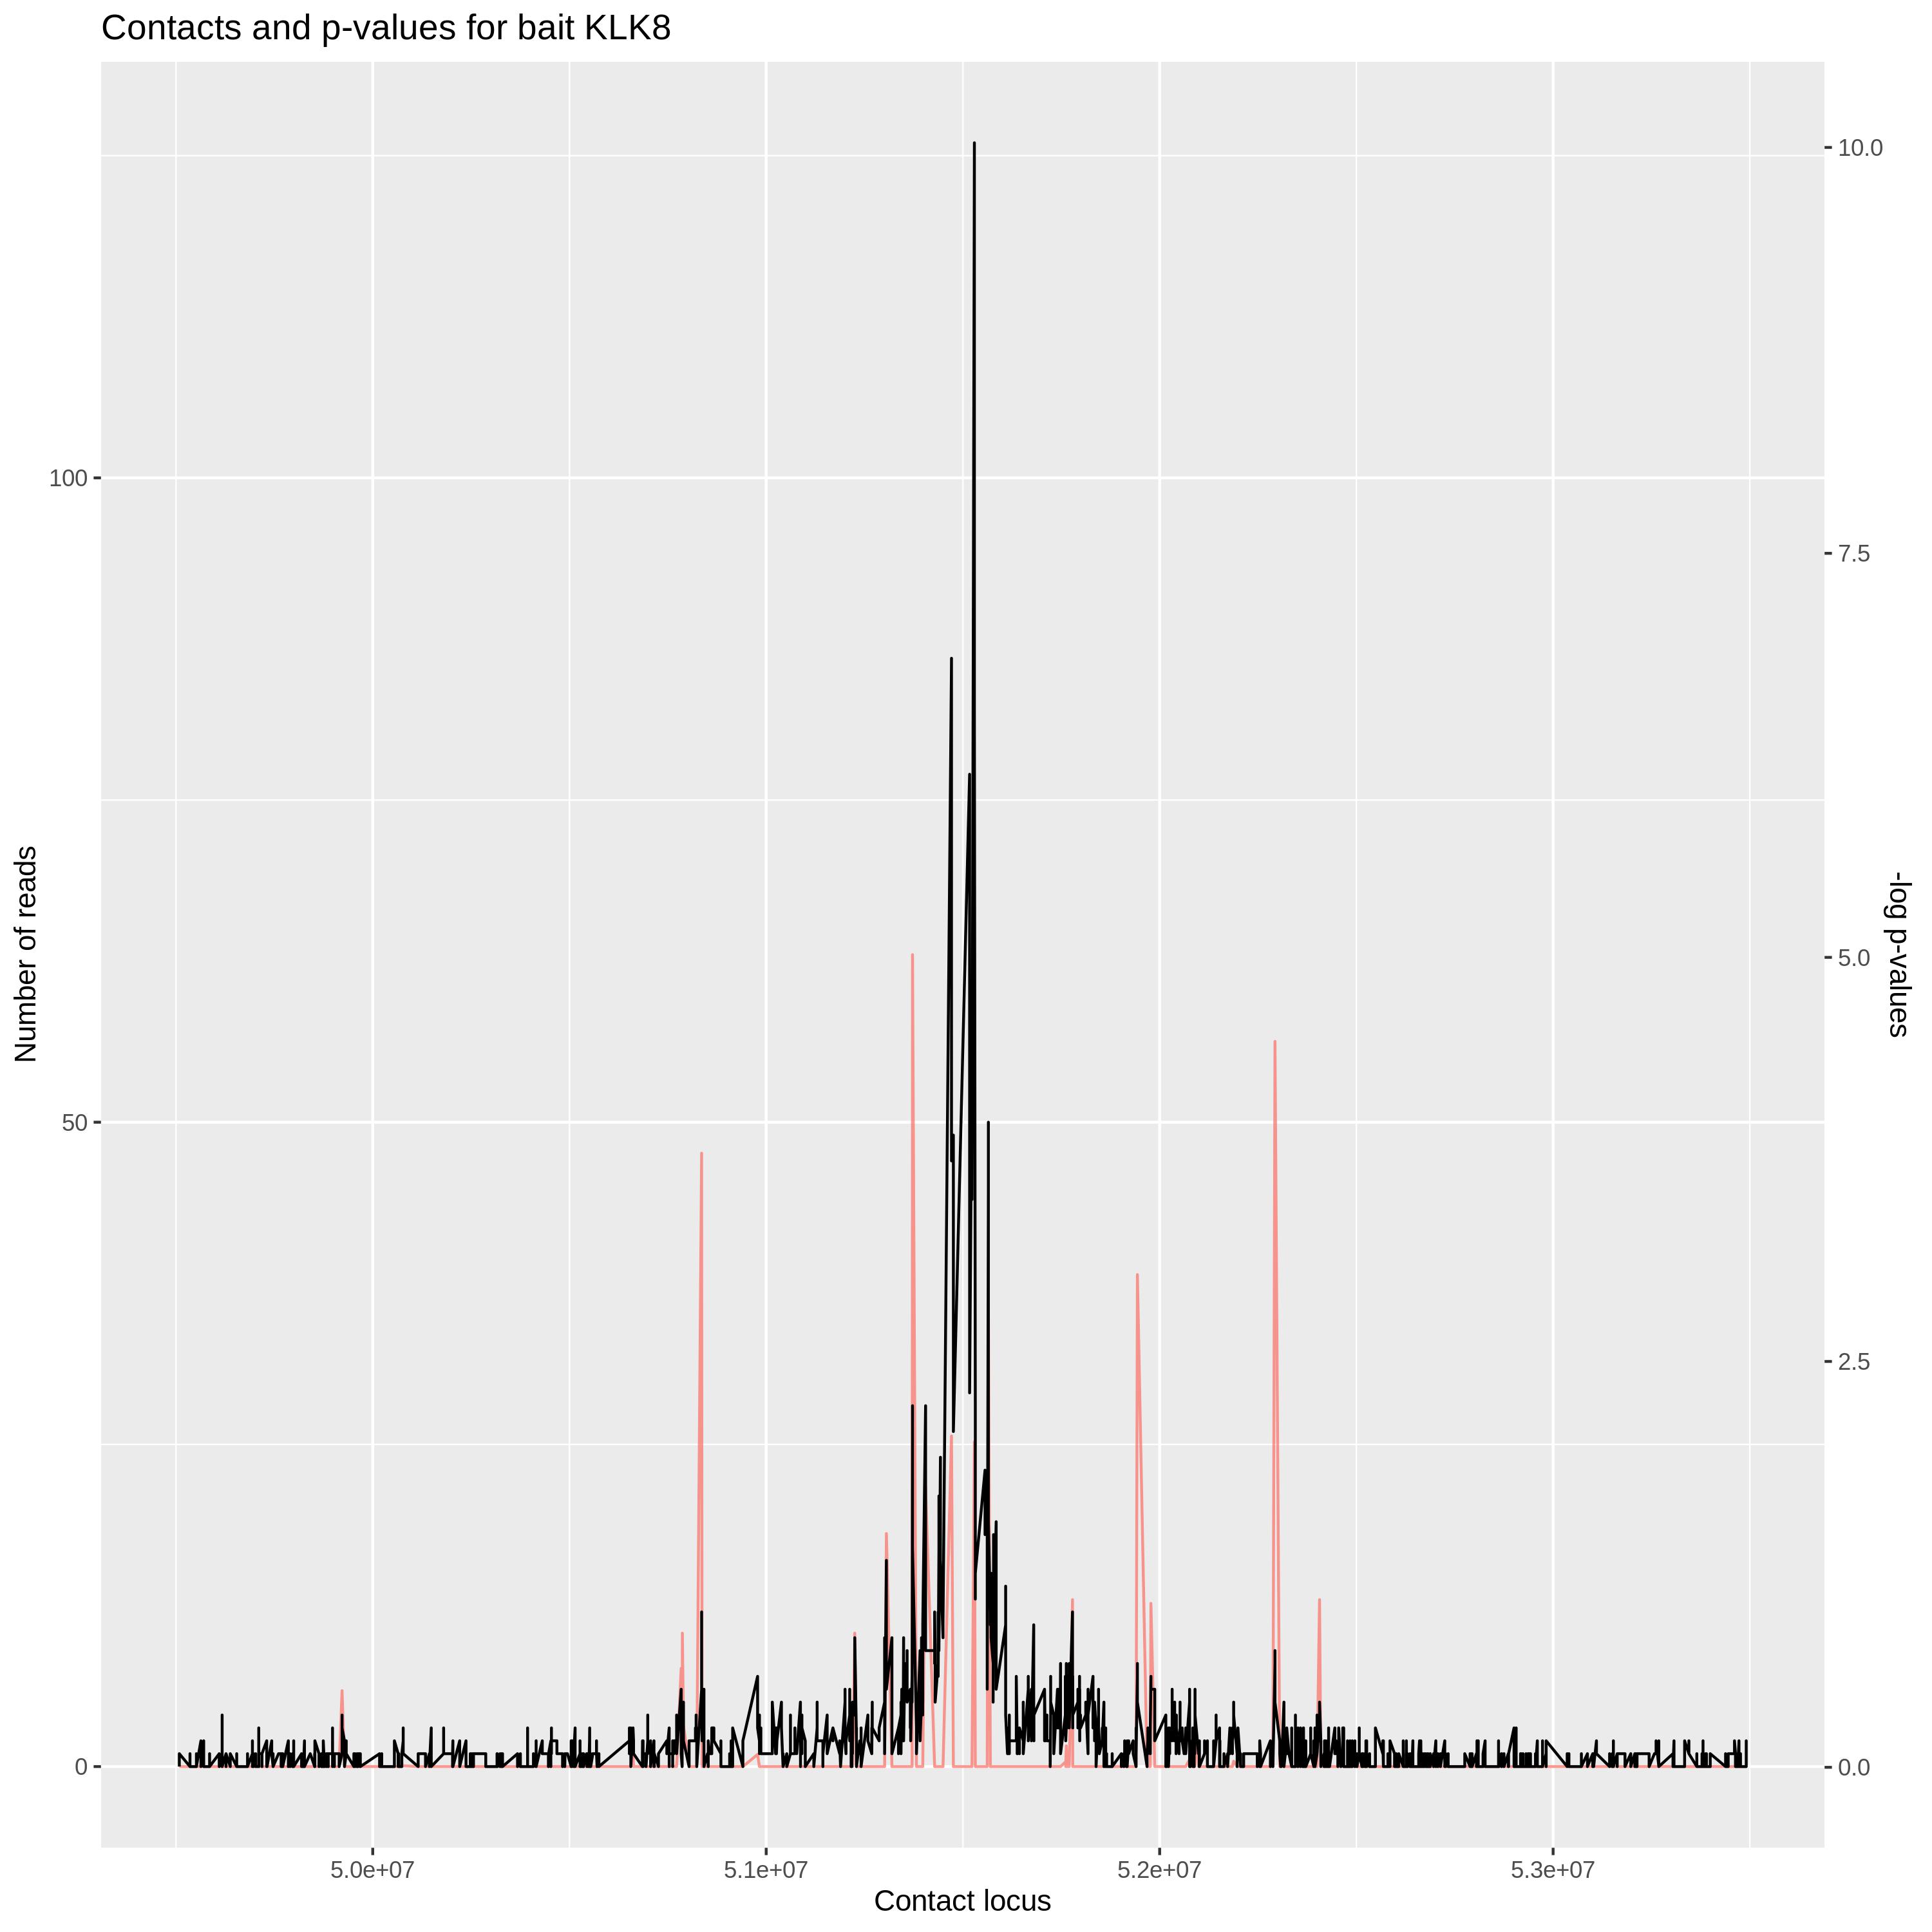 Contacts and p-values for bait KLK8
Number of reads
100
50
0
10.0
7.5
5.0
2.5
0.0
-log p-values
5.0e+07
5.1e+07
5.2e+07
5.3e+07
Contact locus